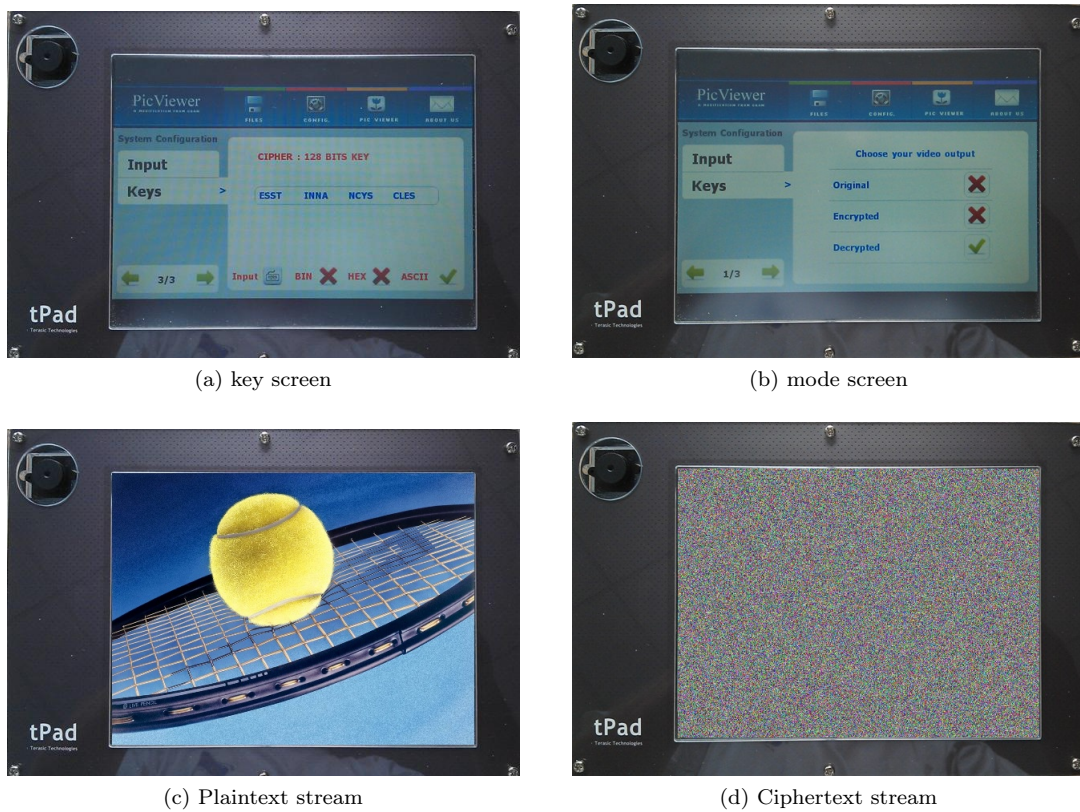 PicViewer
FILES CONFIG. PIC VIEWER ABOUT US
System Configuration
Input
Keys >
3/3
CIPHER : 128 BITS KEY
ESST INNA NCYS CLES
Input BIN HEX ASCII
tPad
Terasic Technologies
(a) key screen
PicViewer
FILES CONFIG. PIC VIEWER ABOUT US
System Configuration
Input
Keys >
1/3
Choose your video output
Original
Encrypted
Decrypted
tPad
Terasic Technologies
(b) mode screen
tPad
Terasic Technologies
(c) Plaintext stream
tPad
Terasic Technologies
(d) Ciphertext stream